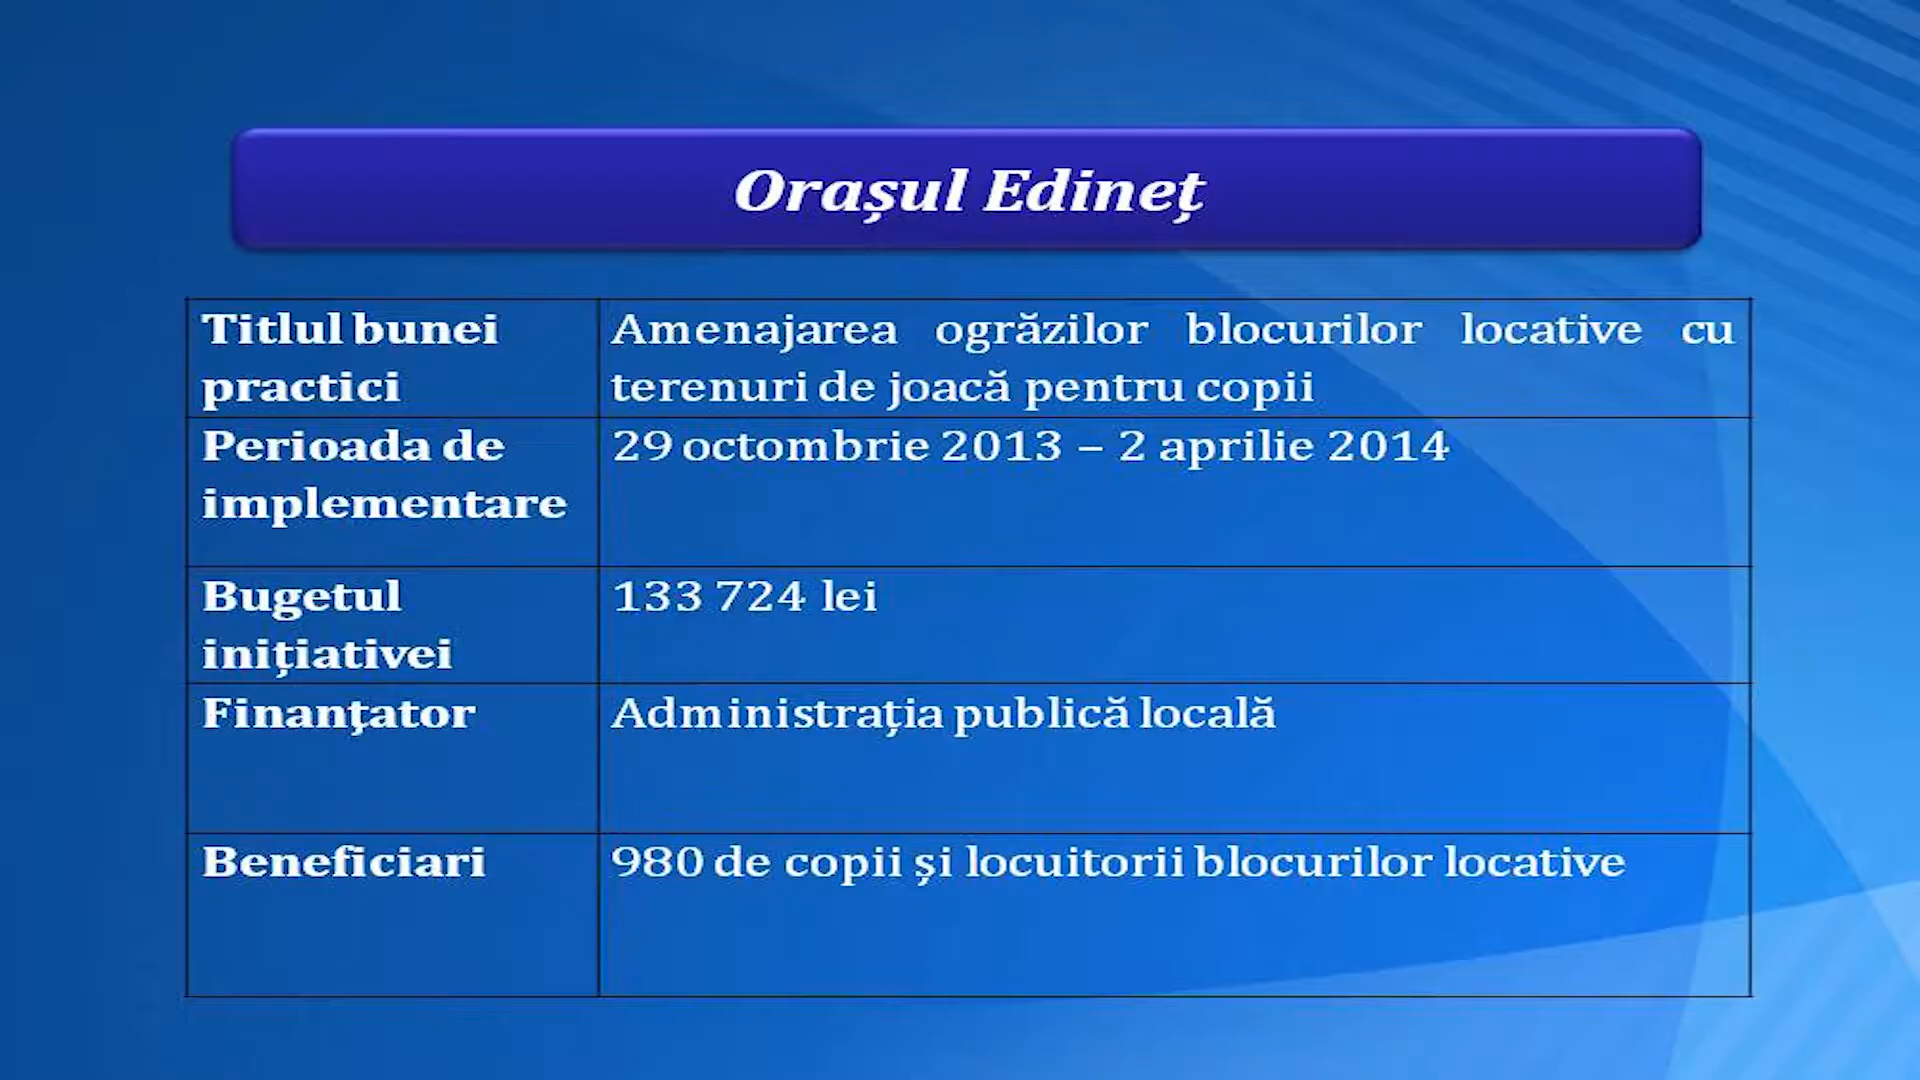 Orașul Edineț
Titlul bunei
practici
Amenajarea ogrăzilor blocurilor locative cu
terenuri de joacă pentru copii
Perioada de
implementare
29 octombrie 2013 – 2 aprilie 2014
Bugetul
inițiativei
133 724 lei
Finanţator
Administrația publică locală
Beneficiari
980 de copii și locuitorii blocurilor locative